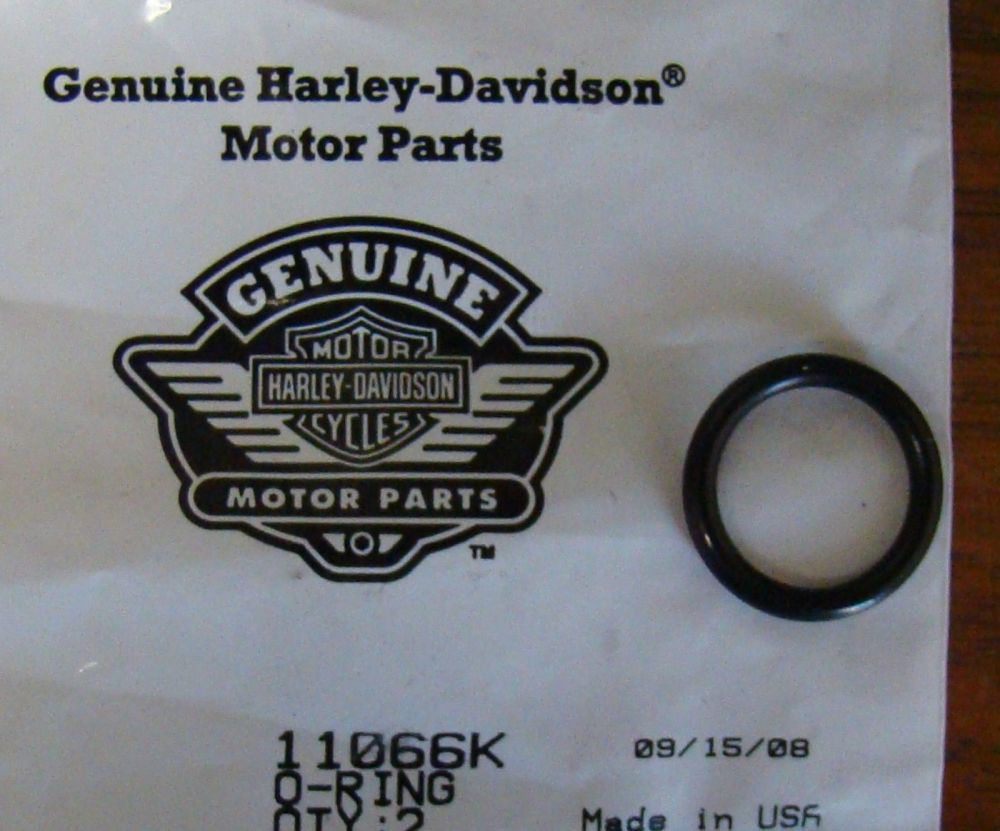 Genuine Harley-Davidson®
Motor Parts
GENUINE
MOTOR
HARLEY-DAVIDSON
CYCLES
MOTOR PARTS
TM
11066K
09/15/08
O-RING
QTY:2
Made in USA